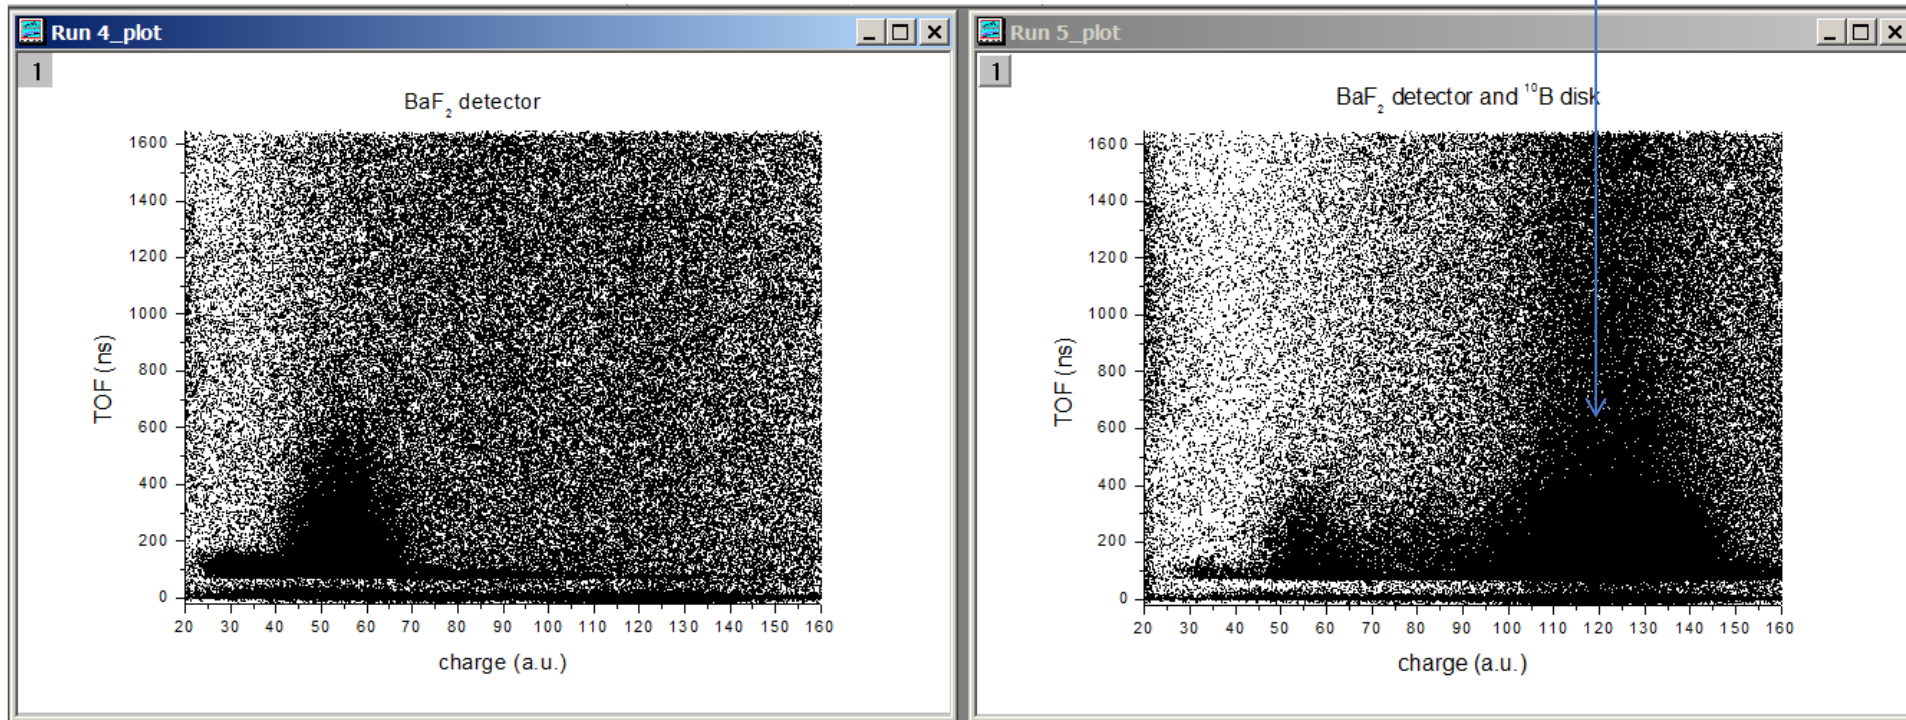 Run 4_plot
1
BaF2 detector
1600
1400
1200
1000
800
600
400
200
0
TOF (ns)
20 30 40 50 60 70 80 90 100 110 120 130 140 150 160
charge (a.u.)
Run 5_plot
1
BaF2 detector and 10B disk
1600
1400
1200
1000
800
600
400
200
0
TOF (ns)
20 30 40 50 60 70 80 90 100 110 120 130 140 150 160
charge (a.u.)